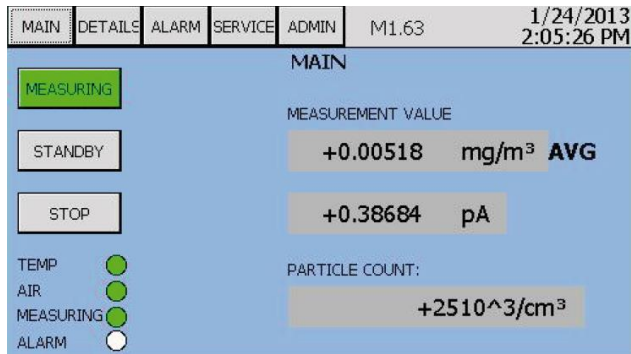 MAIN DETAILS ALARM SERVICE ADMIN M1.63 1/24/2013
2:05:26 PM
MAIN
MEASURING
MEASUREMENT VALUE
STANDBY +0.00518 mg/m³ AVG
STOP +0.38684 pA
TEMP PARTICLE COUNT:
AIR
MEASURING +2510^3/cm³
ALARM